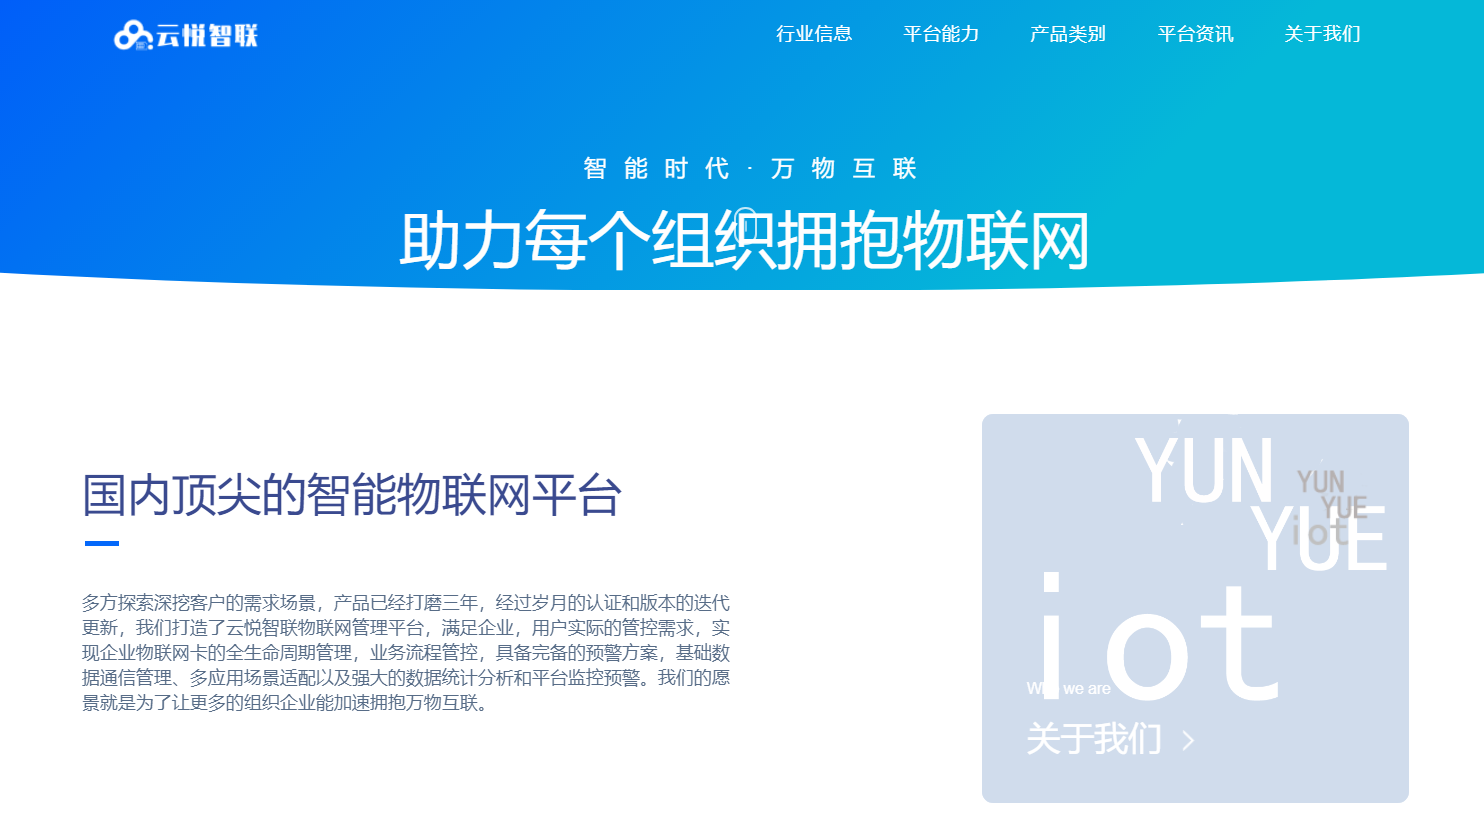 云悦智联
行业信息 平台能力 产品类别 平台资讯 关于我们
智能时代·万物互联
助力每个组织拥抱物联网
国内顶尖的智能物联网平台
多方探索深挖客户的需求场景，产品已经打磨三年，经过岁月的认证和版本的迭代
更新，我们打造了云悦智联物联网管理平台，满足企业，用户实际的管控需求，实
现企业物联网卡的全生命周期管理，业务流程管控，具备完备的预警方案，基础数
据通信管理、多应用场景适配以及强大的数据统计分析和平台监控预警。我们的愿
景就是为了让更多的组织企业能加速拥抱万物互联。
YUN
YUE
iot
YUN
YUE
iot
Who we are
关于我们